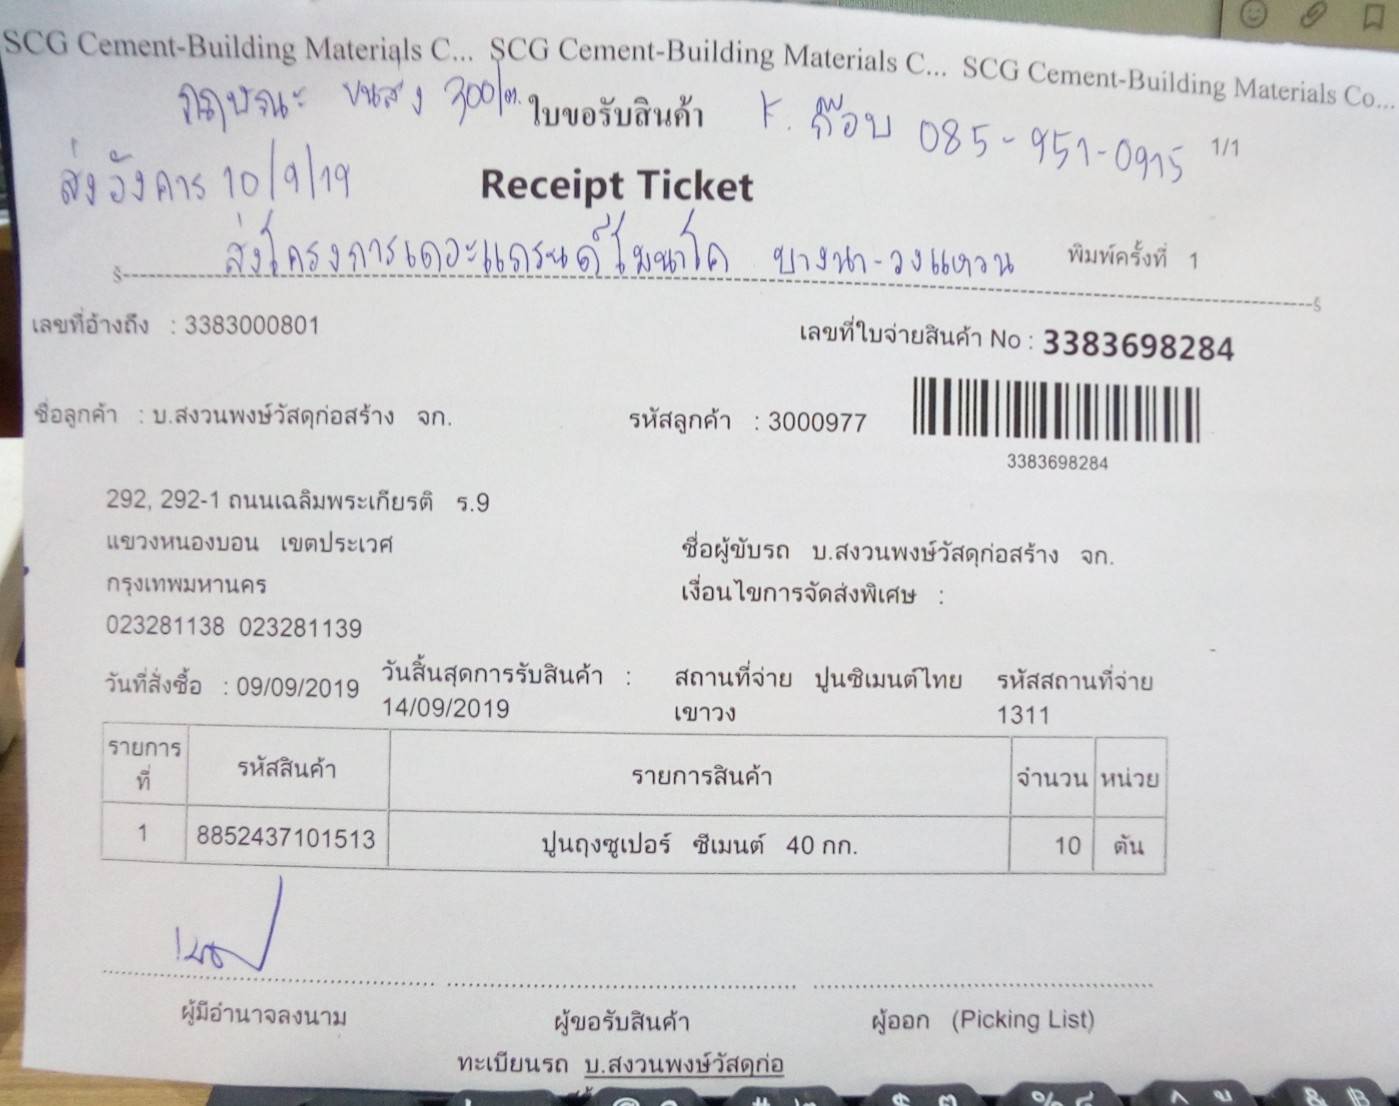 SCG Cement-Building Materials C... SCG Cement-Building Materials C... SCG Cement-Building Materials Co...
กฤษณะ ขนส่ง 300/ต. ใบขอรับสินค้า K. ก๊อบ 085-951-0915 1/1
ส่งอังคาร 10/9/19 Receipt Ticket
ส่งโครงการเดอะแกรนด์โมนาโค บางนา-วงแหวน พิมพ์ครั้งที่ 1
เลขที่อ้างถึง : 3383000801 เลขที่ใบจ่ายสินค้า No : 3383698284
ชื่อลูกค้า : บ.สงวนพงษ์วัสดุก่อสร้าง จก. รหัสลูกค้า : 3000977
3383698284
292, 292-1 ถนนเฉลิมพระเกียรติ ร.9
แขวงหนองบอน เขตประเวศ ชื่อผู้ขับรถ บ.สงวนพงษ์วัสดุก่อสร้าง จก.
กรุงเทพมหานคร เงื่อนไขการจัดส่งพิเศษ :
023281138 023281139
วันที่สั่งซื้อ : 09/09/2019 วันสิ้นสุดการรับสินค้า : สถานที่จ่าย ปูนซิเมนต์ไทย รหัสสถานที่จ่าย
14/09/2019 เขาวง 1311
รายการที่ รหัสสินค้า รายการสินค้า จำนวน หน่วย
1 8852437101513 ปูนถุงซูเปอร์ ซีเมนต์ 40 กก. 10 ตัน
ผู้มีอำนาจลงนาม ผู้ขอรับสินค้า ผู้ออก (Picking List)
ทะเบียนรถ บ.สงวนพงษ์วัสดุก่อ